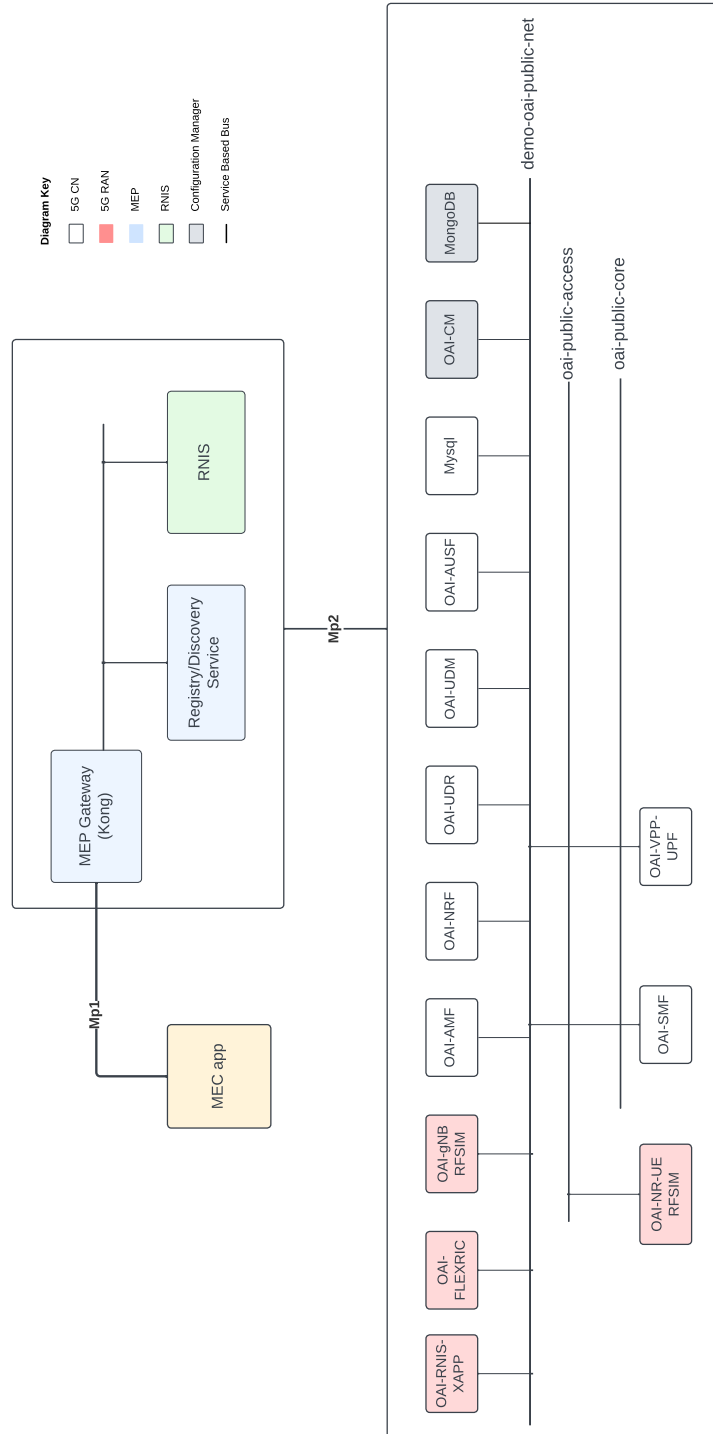 Diagram Key
5G CN
5G RAN
MEP
RNIS
Configuration Manager
Service Based Bus
MEP Gateway
(Kong)
Registry/Discovery
Service
RNIS
Mp1
MEC app
Mp2
OAI-RNIS-
XAPP
OAI-
FLEXRIC
OAI-gNB
RFSIM
OAI-AMF
OAI-NRF
OAI-UDR
OAI-UDM
OAI-AUSF
Mysql
OAI-CM
MongoDB
demo-oai-public-net
oai-public-access
oai-public-core
OAI-NR-UE
RFSIM
OAI-SMF
OAI-VPP-
UPF